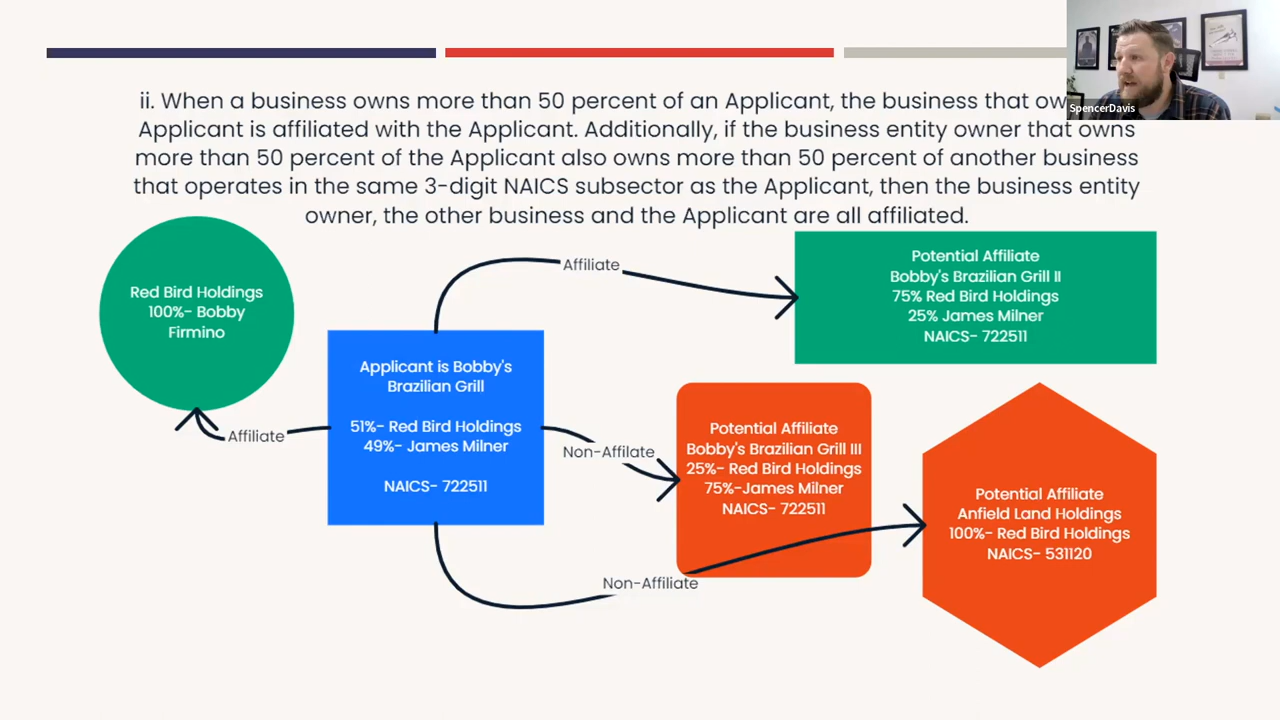 SpencerDavis
ii. When a business owns more than 50 percent of an Applicant, the business that
Applicant is affiliated with the Applicant. Additionally, if the business entity owner that owns
more than 50 percent of the Applicant also owns more than 50 percent of another business
that operates in the same 3-digit NAICS subsector as the Applicant, then the business entity
owner, the other business and the Applicant are all affiliated.
Red Bird Holdings
100%- Bobby
Firmino
Affiliate
Applicant is Bobby's
Brazilian Grill
51%- Red Bird Holdings
49%- James Milner
NAICS- 722511
Affiliate
Potential Affiliate
Bobby's Brazilian Grill II
75% Red Bird Holdings
25% James Milner
NAICS- 722511
Non-Affilate
Potential Affiliate
Bobby's Brazilian Grill III
25%- Red Bird Holdings
75%-James Milner
NAICS- 722511
Non-Affiliate
Potential Affiliate
Anfield Land Holdings
100%- Red Bird Holdings
NAICS- 531120